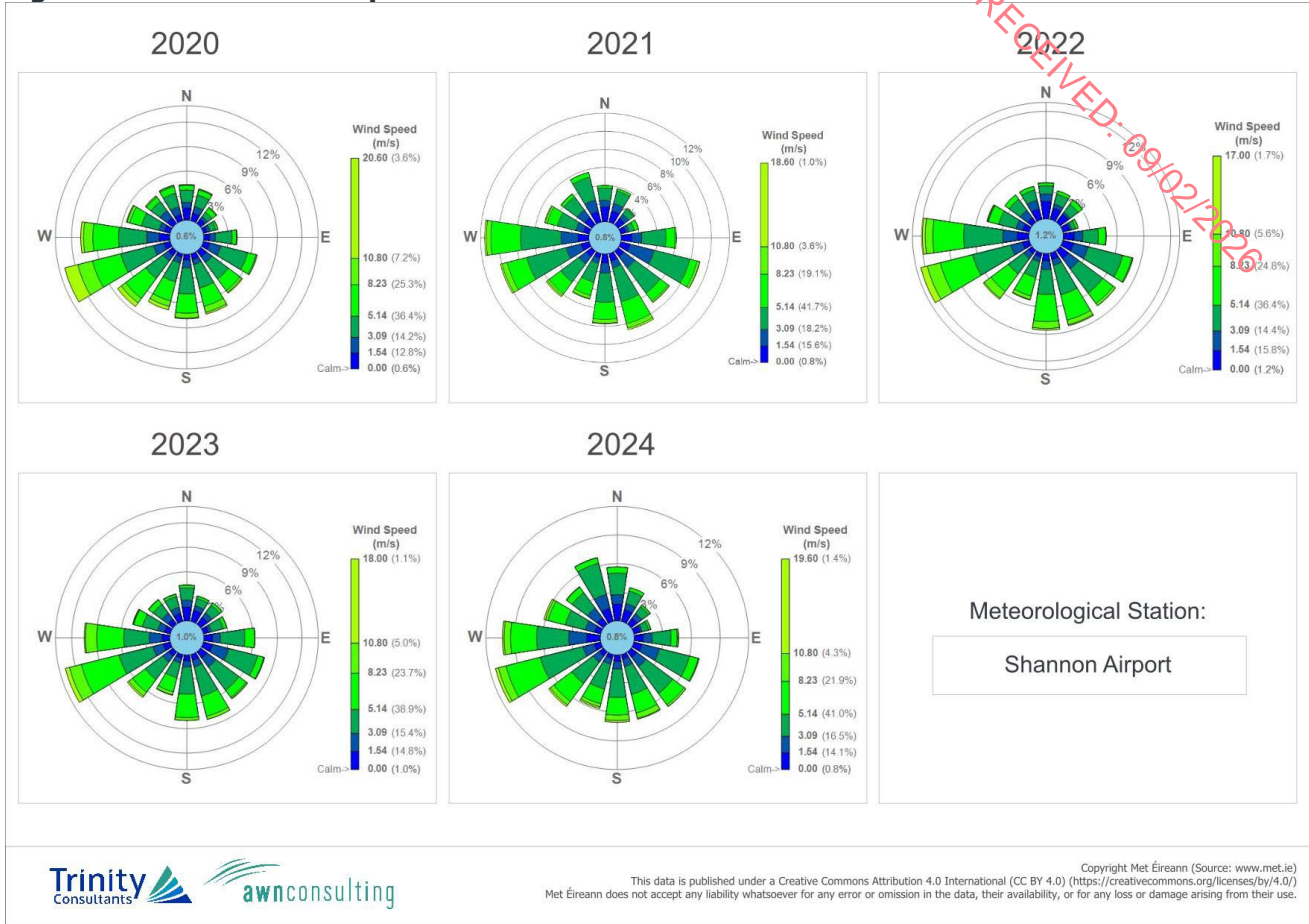 2020
N
W
E
S
12%
9%
6%
3%
0.6%
Wind Speed
(m/s)
20.60 (3.6%)
10.80 (7.2%)
8.23 (25.3%)
5.14 (36.4%)
3.09 (14.2%)
1.54 (12.8%)
Calm-> 0.00 (0.6%)
2021
N
W
E
S
12%
10%
8%
6%
4%
0.8%
Wind Speed
(m/s)
18.60 (1.0%)
10.80 (3.6%)
8.23 (19.1%)
5.14 (41.7%)
3.09 (18.2%)
1.54 (15.6%)
Calm-> 0.00 (0.8%)
2022
RECEIVED: 09/02/2026
N
W
E
S
12%
9%
6%
1.2%
Wind Speed
(m/s)
17.00 (1.7%)
10.80 (5.6%)
8.23 (24.8%)
5.14 (36.4%)
3.09 (14.4%)
1.54 (15.8%)
Calm-> 0.00 (1.2%)
2023
N
W
E
S
12%
9%
6%
1.0%
Wind Speed
(m/s)
18.00 (1.1%)
10.80 (5.0%)
8.23 (23.7%)
5.14 (38.9%)
3.09 (15.4%)
1.54 (14.8%)
Calm-> 0.00 (1.0%)
2024
N
W
E
S
12%
9%
6%
3%
0.8%
Wind Speed
(m/s)
19.60 (1.4%)
10.80 (4.3%)
8.23 (21.9%)
5.14 (41.0%)
3.09 (16.5%)
1.54 (14.1%)
Calm-> 0.00 (0.8%)
Meteorological Station:
Shannon Airport
Trinity
Consultants
awnconsulting
Copyright Met Éireann (Source: www.met.ie)
This data is published under a Creative Commons Attribution 4.0 International (CC BY 4.0) (https://creativecommons.org/licenses/by/4.0/)
Met Éireann does not accept any liability whatsoever for any error or omission in the data, their availability, or for any loss or damage arising from their use.